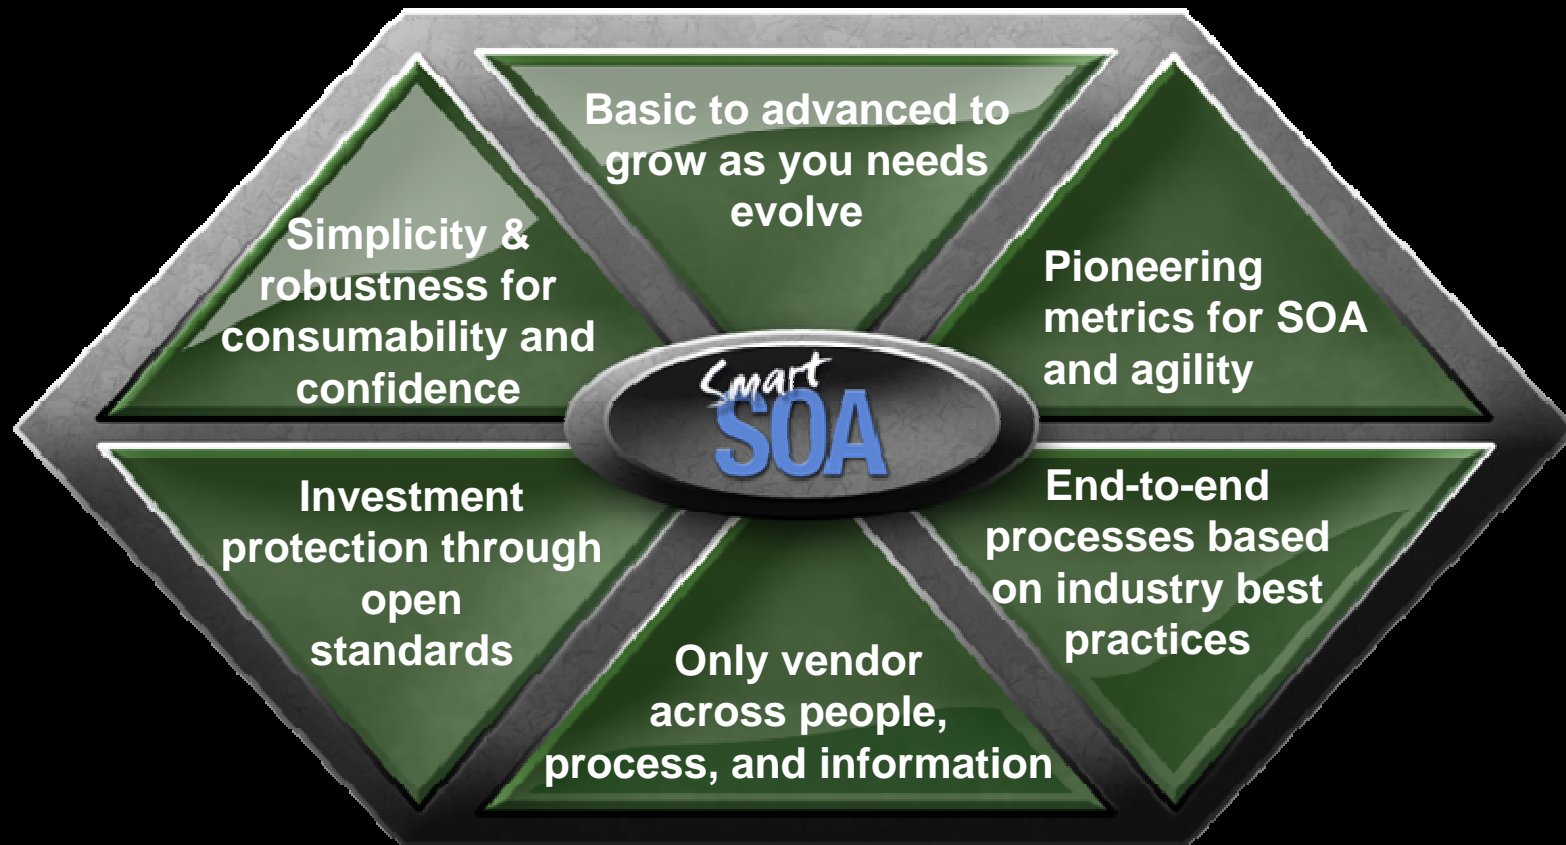 Basic to advanced to
grow as you needs
evolve
Simplicity &
robustness for
consumability and
confidence
Pioneering
metrics for SOA
and agility
Smart
SOA
Investment
protection through
open
standards
End-to-end
processes based
on industry best
practices
Only vendor
across people,
process, and information